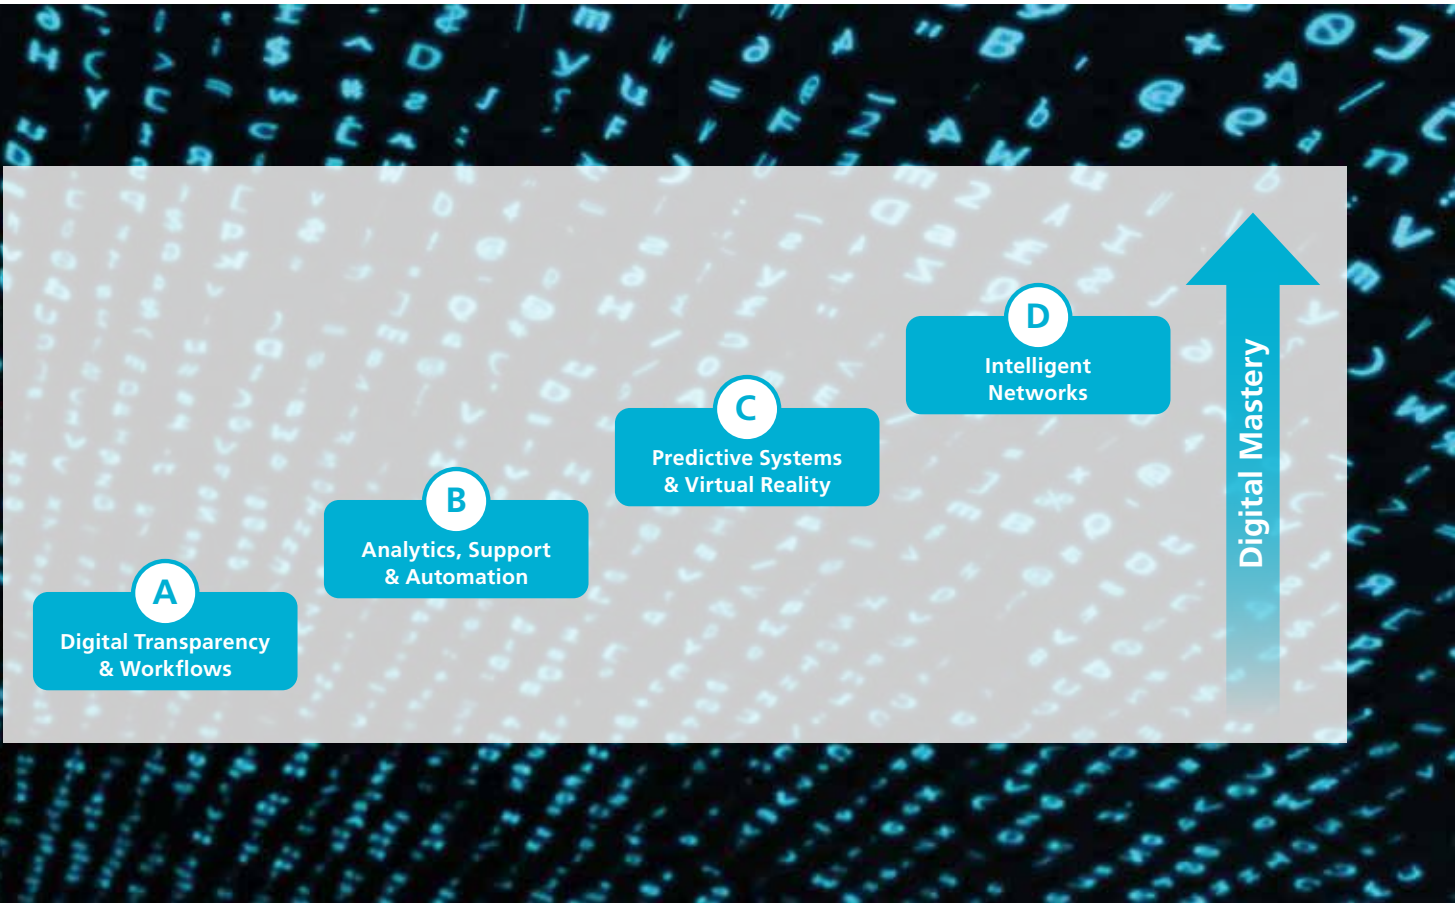 A
Digital Transparency
& Workflows
B
Analytics, Support
& Automation
C
Predictive Systems
& Virtual Reality
D
Intelligent
Networks
Digital Mastery